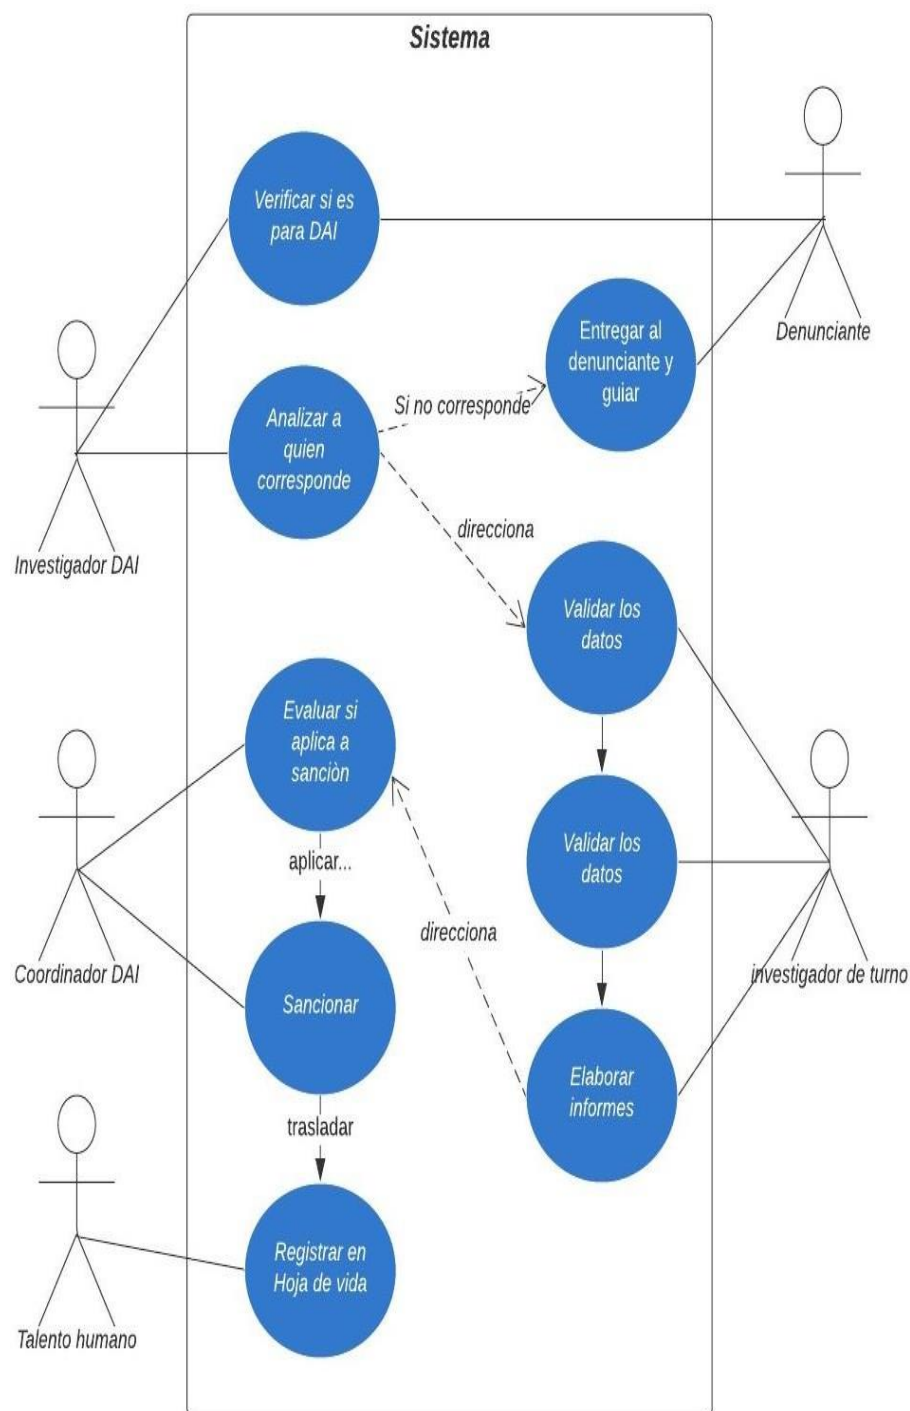 Sistema
Verificar si es
para DAI
Denunciante
Entregar al
denunciante y
guiar
Analizar a
quien
corresponde
Si no corresponde
Investigador DAI
direcciona
Validar los
datos
Evaluar si
aplica a
sanciòn
aplicar...
Validar los
datos
direcciona
Coordinador DAI
investigador de turno
Sancionar
Elaborar
informes
trasladar
Registrar en
Hoja de vida
Talento humano